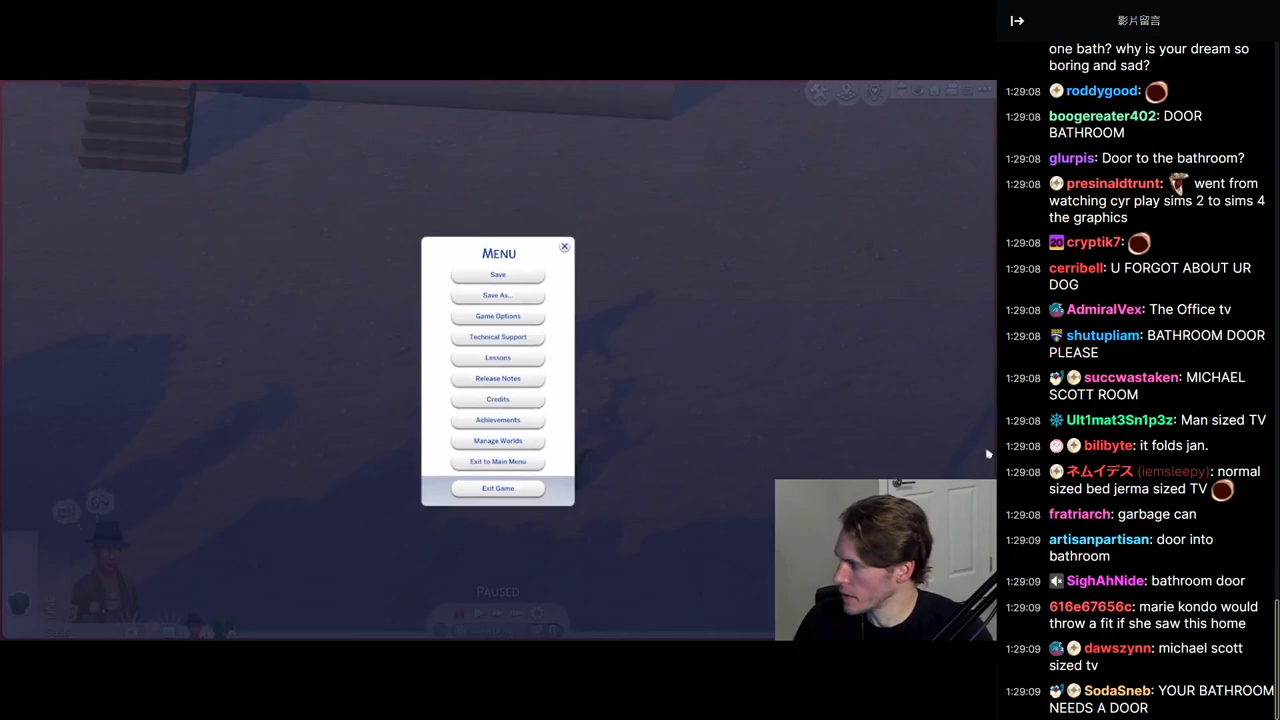 影片留言
one bath? why is your dream so
boring and sad?
1:29:08 roddygood:
1:29:08 boogereater402: DOOR
BATHROOM
1:29:08 glurpis: Door to the bathroom?
1:29:08 presinaldtrunt: went from
watching cyr play sims 2 to sims 4
the graphics
1:29:08 20 cryptik7:
1:29:08 cerribell: U FORGOT ABOUT UR
DOG
1:29:08 AdmiralVex: The Office tv
1:29:08 shutupliam: BATHROOM DOOR
PLEASE
1:29:08 succwastaken: MICHAEL
SCOTT ROOM
1:29:08 Ult1mat3Sn1p3z: Man sized TV
1:29:08 bilibyte: it folds jan.
1:29:08 ネムイデス (iemsleepy): normal
sized bed jerma sized TV
1:29:08 fratriarch: garbage can
1:29:09 artisanpartisan: door into
bathroom
1:29:09 SighAhNide: bathroom door
1:29:09 616e67656c: marie kondo would
throw a fit if she saw this home
1:29:09 dawszynn: michael scott
sized tv
1:29:09 SodaSneb: YOUR BATHROOM
NEEDS A DOOR
MENU
Save
Save As...
Game Options
Technical Support
Lessons
Release Notes
Credits
Achievements
Manage Worlds
Exit to Main Menu
Exit Game
PAUSED